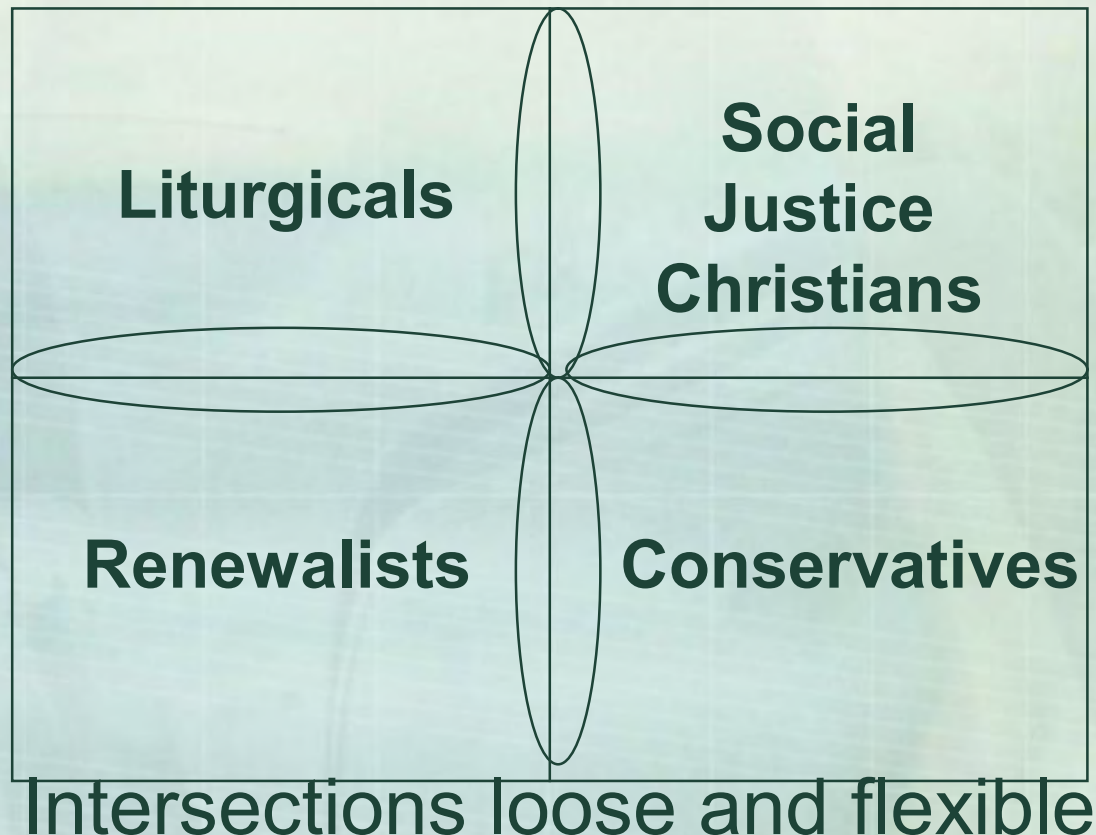 Liturgicals
Social
Justice
Christians
Renewalists
Conservatives
Intersections loose and flexible